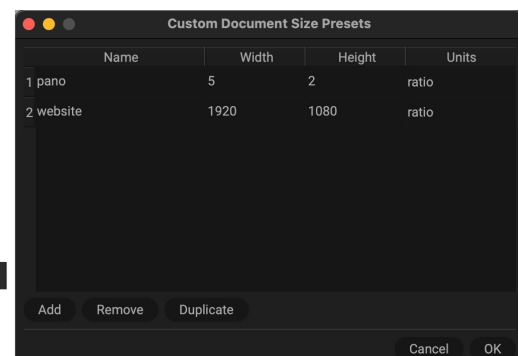 Custom Document Size Presets
Name Width Height Units
1 pano 5 2 ratio
2 website 1920 1080 ratio
Add Remove Duplicate
Cancel OK